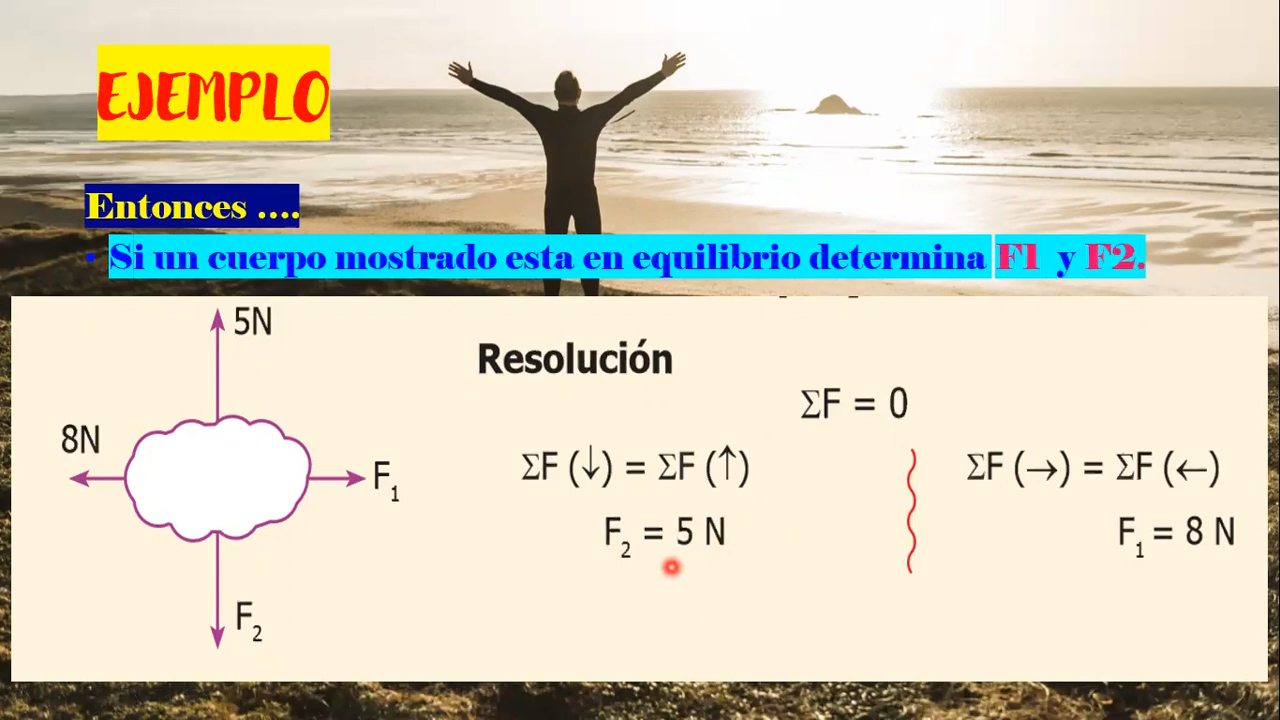 EJEMPLO
Entonces ....
• Si un cuerpo mostrado esta en equilibrio determina F1 y F2.
5N
8N
F₁
F₂
Resolución
ΣF = 0
ΣF (↓) = ΣF (↑)
F₂ = 5 N
ΣF (→) = ΣF (←)
F₁ = 8 N